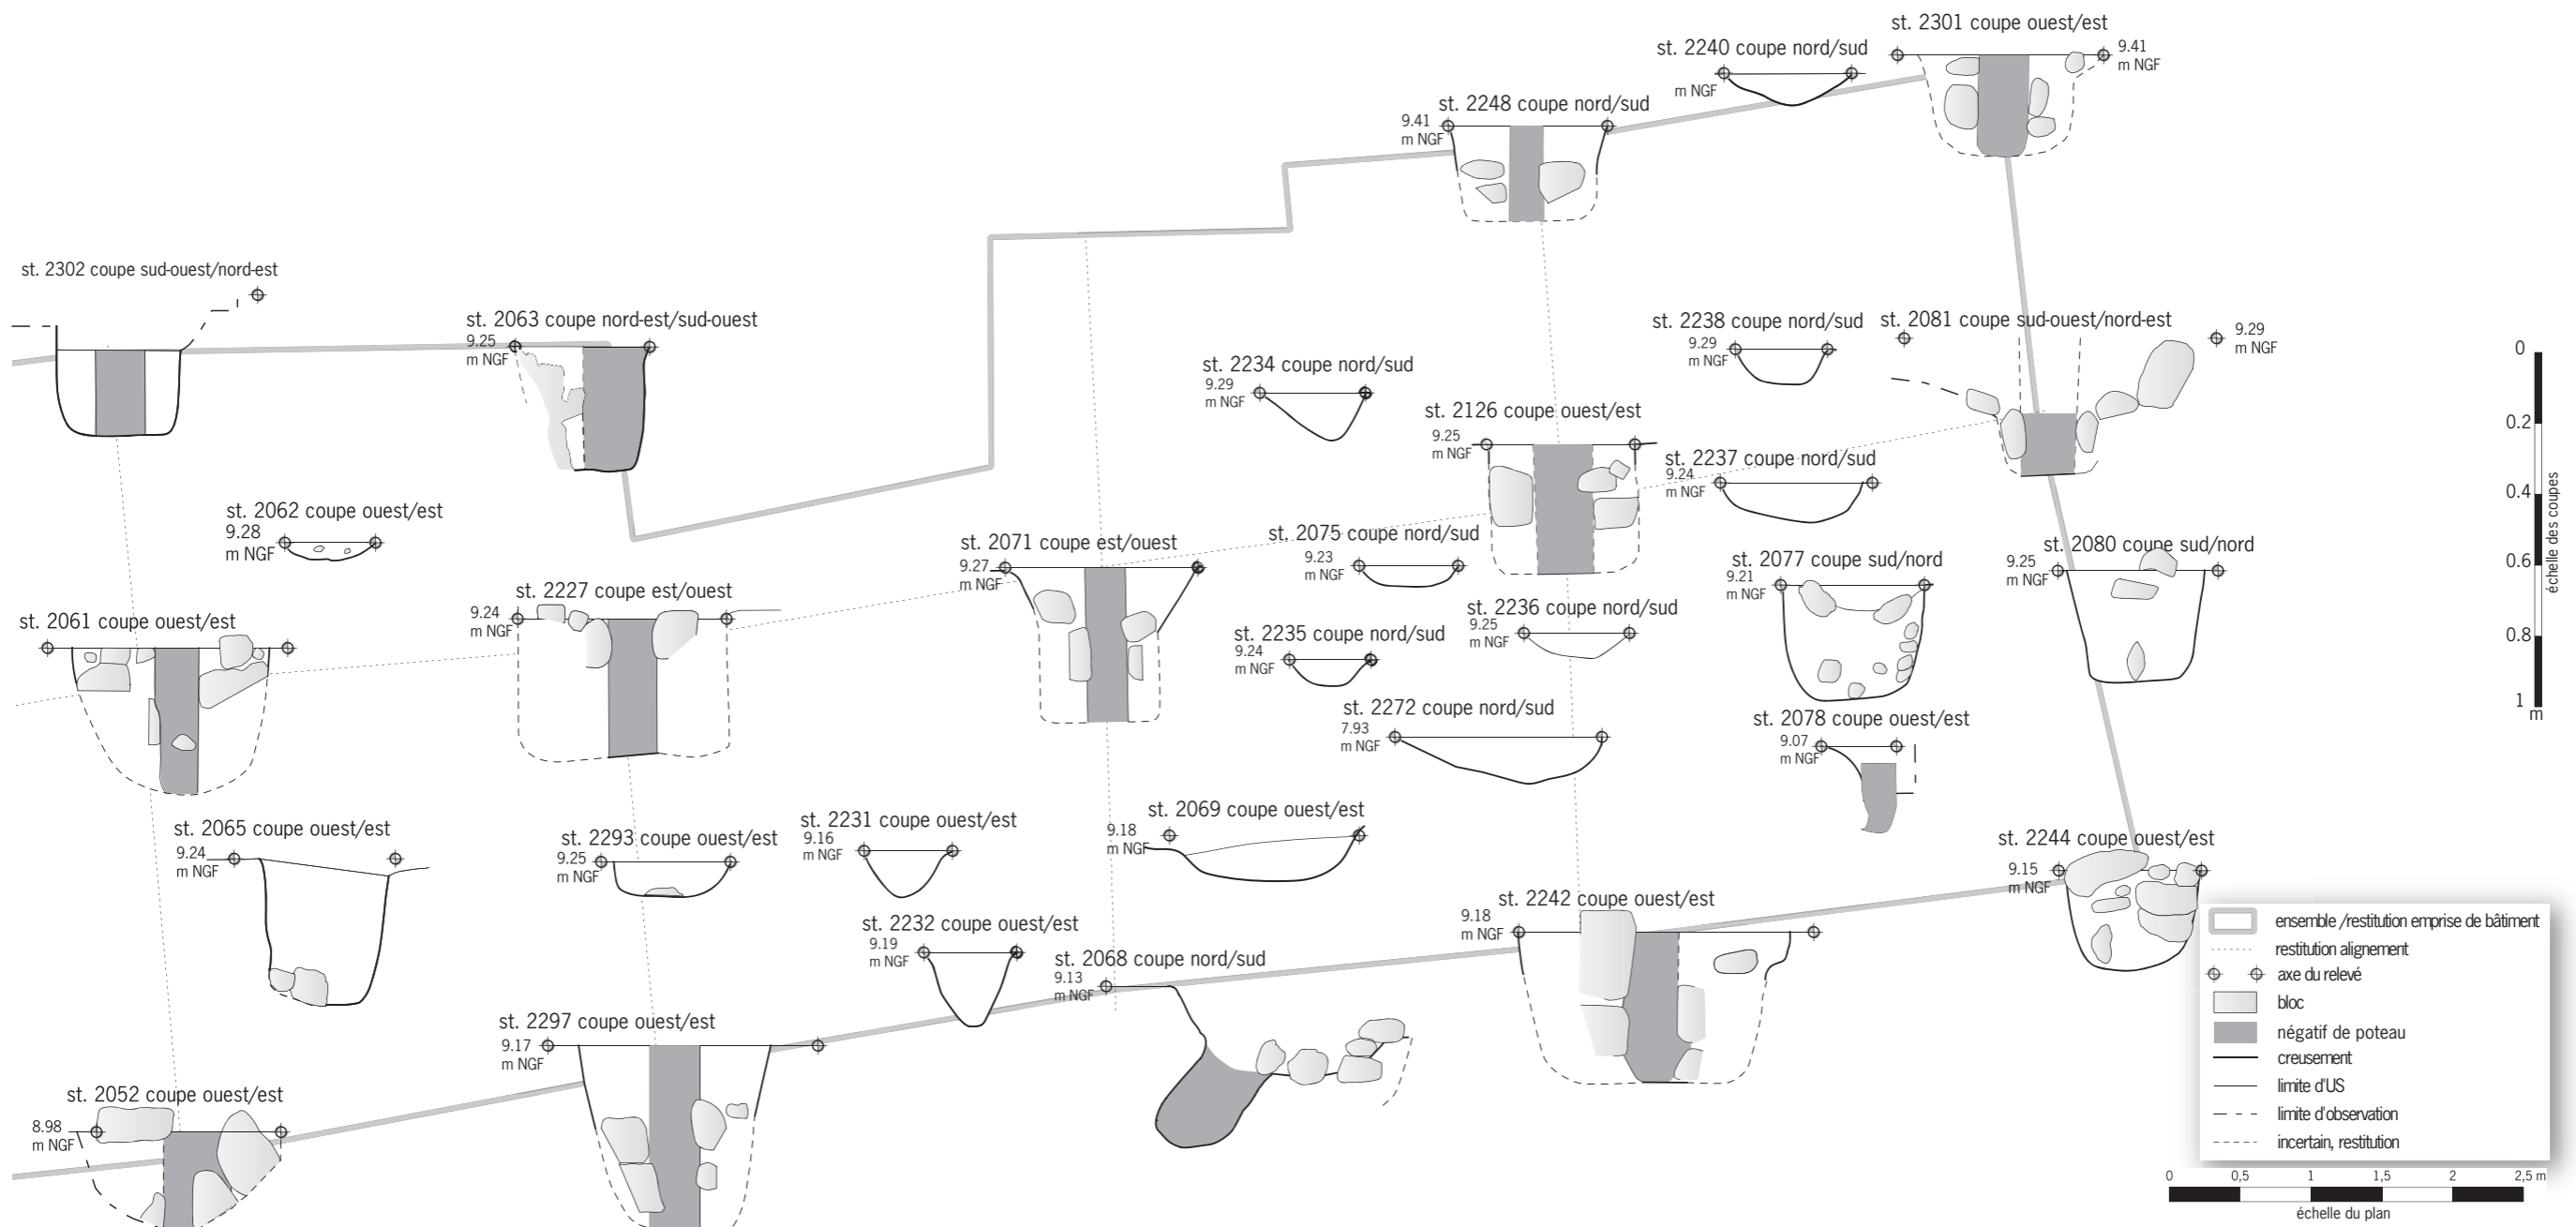 st. 2301 coupe ouest/est
9.41
m NGF
st. 2240 coupe nord/sud
m NGF
st. 2248 coupe nord/sud
9.41
m NGF
st. 2302 coupe sud-ouest/nord-est
st. 2063 coupe nord-est/sud-ouest
9.25
m NGF
st. 2234 coupe nord/sud
9.29
m NGF
st. 2238 coupe nord/sud
9.29
m NGF
st. 2081 coupe sud-ouest/nord-est
9.29
m NGF
st. 2126 coupe ouest/est
9.25
m NGF
st. 2237 coupe nord/sud
9.24
m NGF
st. 2062 coupe ouest/est
9.28
m NGF
st. 2071 coupe est/ouest
9.27
m NGF
st. 2075 coupe nord/sud
9.23
m NGF
st. 2077 coupe sud/nord
9.21
m NGF
st. 2080 coupe sud/nord
9.25
m NGF
st. 2061 coupe ouest/est
st. 2227 coupe est/ouest
9.24
m NGF
st. 2235 coupe nord/sud
9.24
m NGF
st. 2236 coupe nord/sud
9.25
m NGF
st. 2272 coupe nord/sud
7.93
m NGF
st. 2078 coupe ouest/est
9.07
m NGF
st. 2065 coupe ouest/est
9.24
m NGF
st. 2293 coupe ouest/est
9.25
m NGF
st. 2231 coupe ouest/est
9.16
m NGF
st. 2069 coupe ouest/est
9.18
m NGF
st. 2244 coupe ouest/est
9.15
m NGF
st. 2232 coupe ouest/est
9.19
m NGF
st. 2068 coupe nord/sud
9.13
m NGF
st. 2242 coupe ouest/est
9.18
m NGF
st. 2297 coupe ouest/est
9.17
m NGF
st. 2052 coupe ouest/est
8.98
m NGF
0
0.2
0.4
0.6
0.8
1
m
échelle des coupes
ensemble /restitution emprise de bâtiment
restitution alignement
axe du relevé
bloc
négatif de poteau
creusement
limite d'US
limite d'observation
incertain, restitution
0 0,5 1 1,5 2 2,5 m
échelle du plan